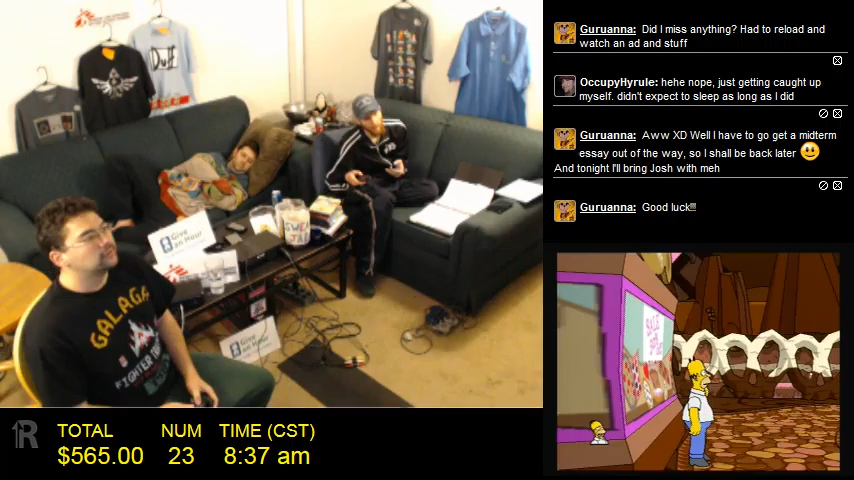 Guruanna: Did I miss anything? Had to reload and
watch an ad and stuff
OccupyHyrule: hehe nope, just getting caught up
myself. didn't expect to sleep as long as I did
Guruanna: Aww XD Well I have to go get a midterm
essay out of the way, so I shall be back later
And tonight I'll bring Josh with meh
Guruanna: Good luck!!!
Duff
Give
an Hour
SWEAR
JAR
GALAGA
FIGHTER
Give
an Hour
SALE
R
TOTAL NUM TIME (CST)
$565.00 23 8:37 am